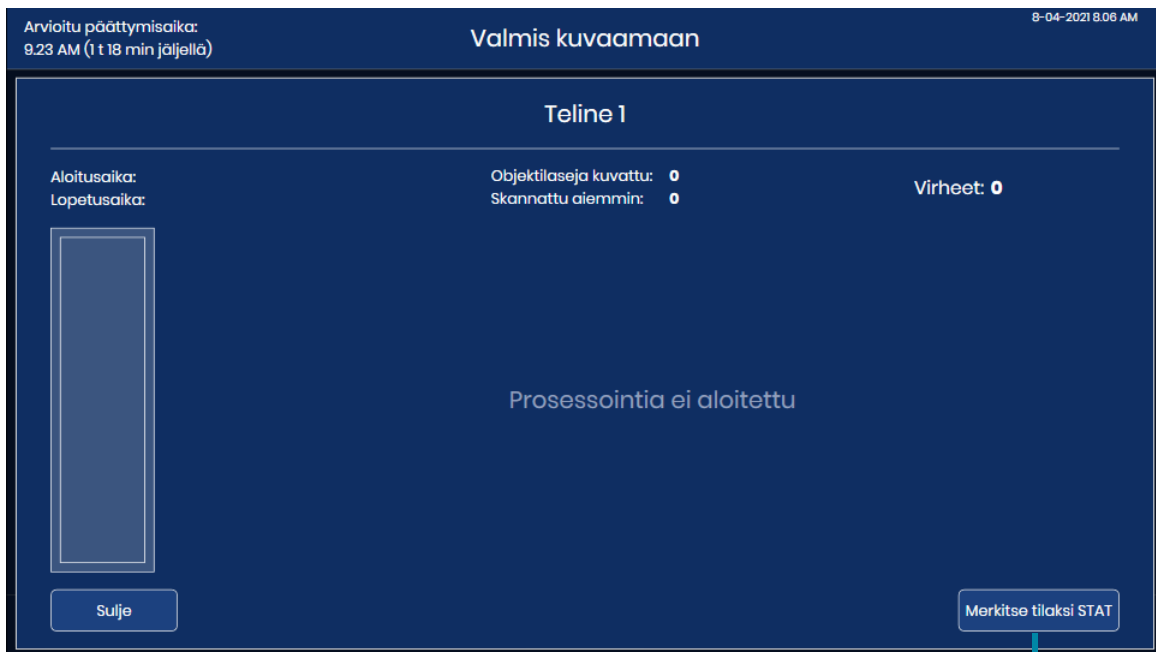 Arvioitu päättymisaika:
9.23 AM (1 t 18 min jäljellä)
Valmis kuvaamaan
8-04-2021 8.06 AM
Teline 1
Aloitusaika:
Lopetusaika:
Objektilaseja kuvattu: 0
Skannattu aiemmin: 0
Virheet: 0
Prosessointia ei aloitettu
Sulje
Merkitse tilaksi STAT